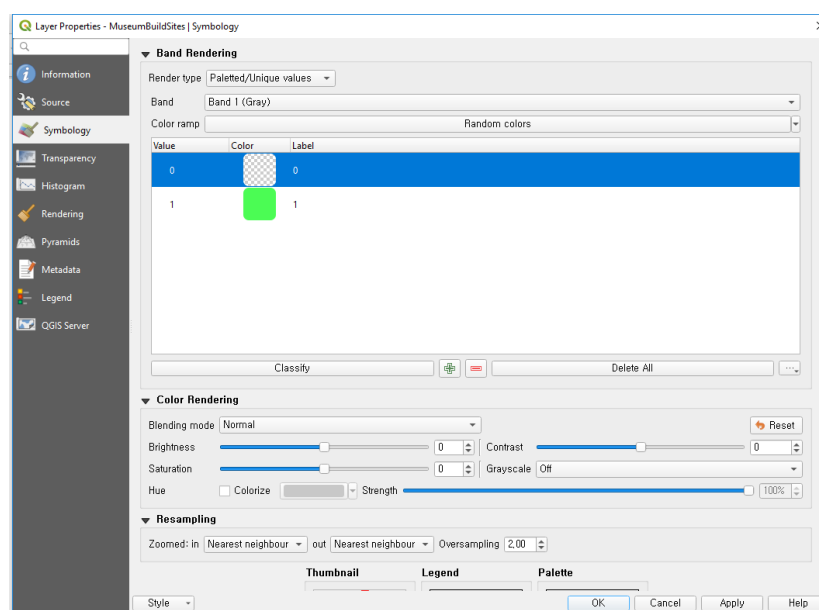 Layer Properties - MuseumBuildSites | Symbology
Information
Source
Symbology
Transparency
Histogram
Rendering
Pyramids
Metadata
Legend
QGIS Server
Band Rendering
Render type Paletted/Unique values
Band Band 1 (Gray)
Color ramp Random colors
Value Color Label
0 0
1 1
Classify Delete All ...
Color Rendering
Blending mode Normal Reset
Brightness 0 Contrast 0
Saturation 0 Grayscale Off
Hue Colorize Strength 100%
Resampling
Zoomed: in Nearest neighbour out Nearest neighbour Oversampling 2,00
Thumbnail Legend Palette
Style OK Cancel Apply Help